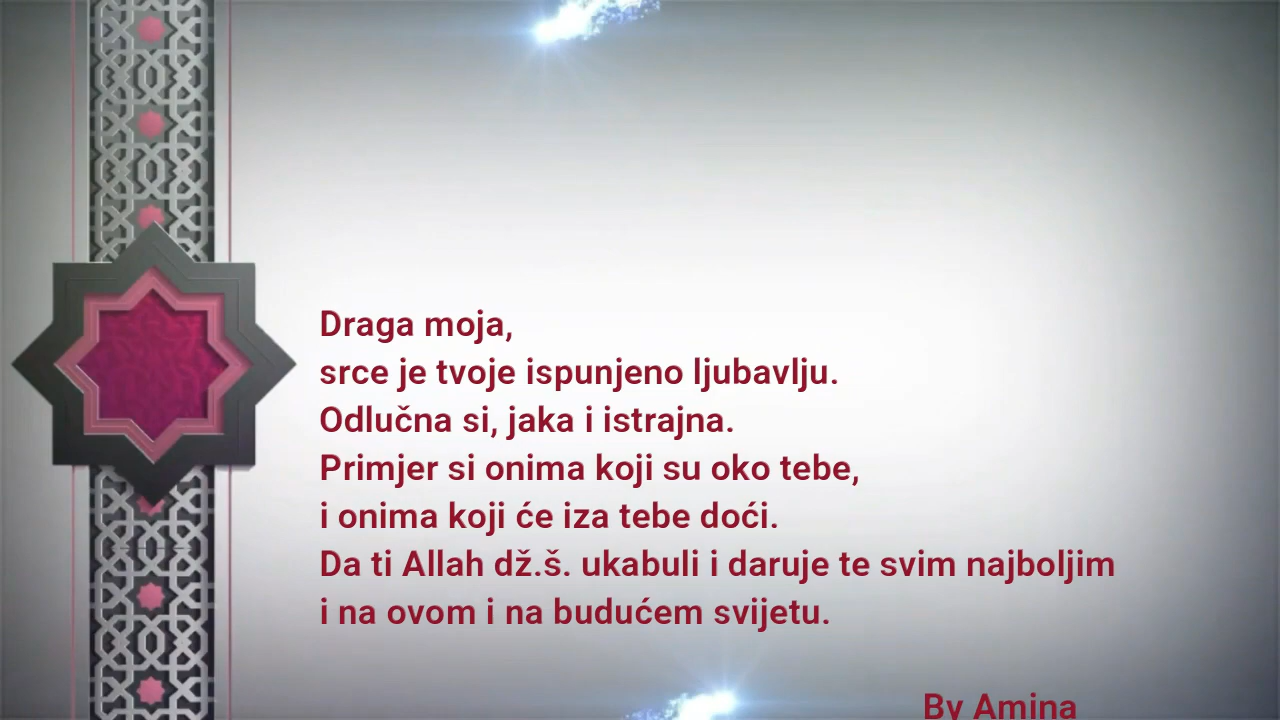 Draga moja,
srce je tvoje ispunjeno ljubavlju.
Odlučna si, jaka i istrajna.
Primjer si onima koji su oko tebe,
i onima koji će iza tebe doći.
Da ti Allah dž.š. ukabuli i daruje te svim najboljim
i na ovom i na budućem svijetu.
By Amina